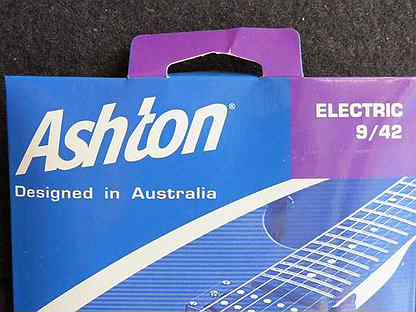 Ashton®
Designed in Australia
ELECTRIC
9/42